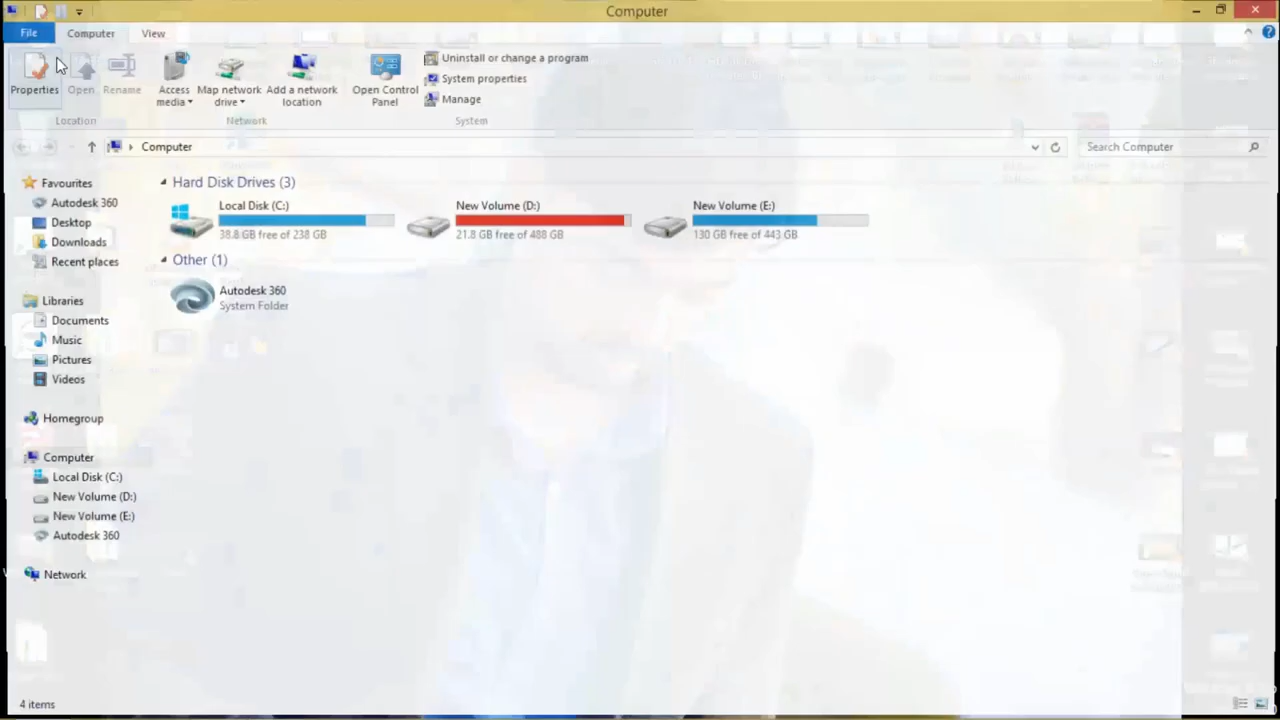 Computer
File
Computer
View
Properties
Open
Rename
Access media
Map network drive
Add a network location
Open Control Panel
Uninstall or change a program
System properties
Manage
Location
Network
System
Computer
Search Computer
Favourites
Autodesk 360
Desktop
Downloads
Recent places
Libraries
Documents
Music
Pictures
Videos
Homegroup
Computer
Local Disk (C:)
New Volume (D:)
New Volume (E:)
Autodesk 360
Network
Hard Disk Drives (3)
Local Disk (C:)
38.8 GB free of 238 GB
New Volume (D:)
21.8 GB free of 488 GB
New Volume (E:)
130 GB free of 443 GB
Other (1)
Autodesk 360
System Folder
4 items